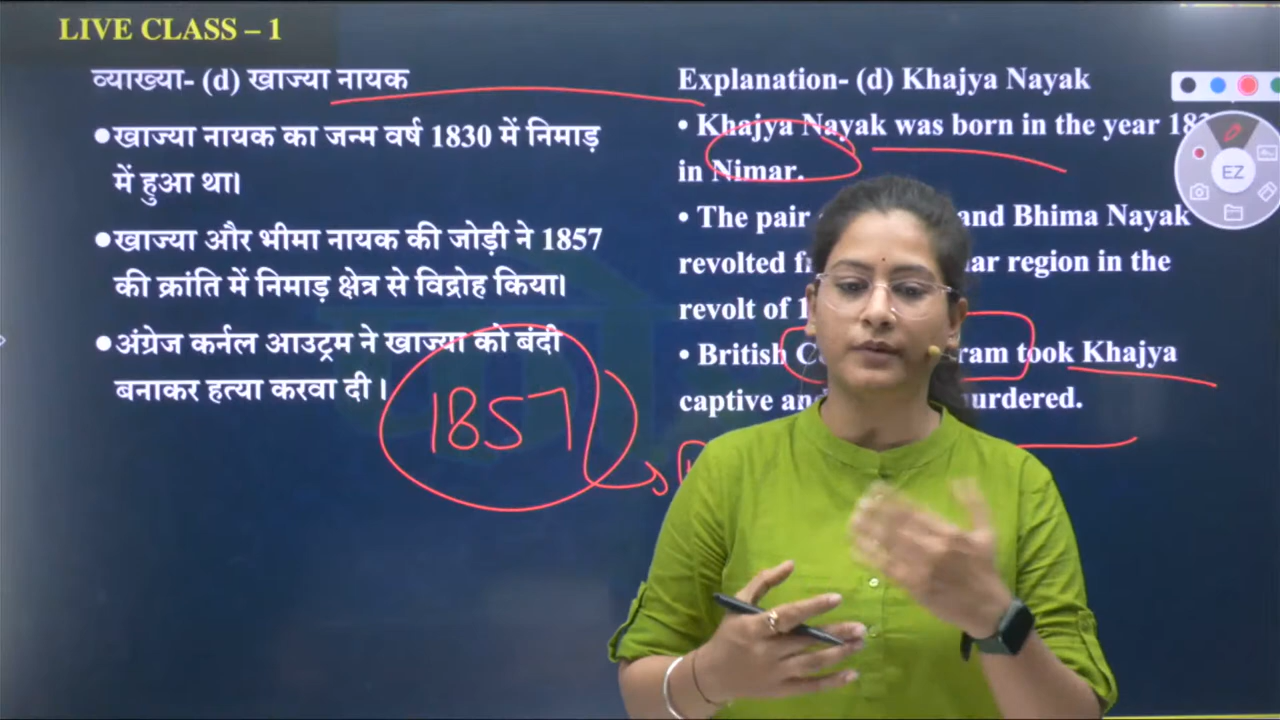 LIVE CLASS – 1
व्याख्या- (d) खाज्या नायक
●खाज्या नायक का जन्म वर्ष 1830 में निमाड़
में हुआ था।
●खाज्या और भीमा नायक की जोड़ी ने 1857
की क्रांति में निमाड़ क्षेत्र से विद्रोह किया।
●अंग्रेज कर्नल आउट्रम ने खाज्या को बंदी
बनाकर हत्या करवा दी।
1857
Explanation- (d) Khajya Nayak
• Khajya Nayak was born in the year
in Nimar.
• The pair and Bhima Nayak
revolted region in the
revolt of
• British took Khajya
captive
EZ